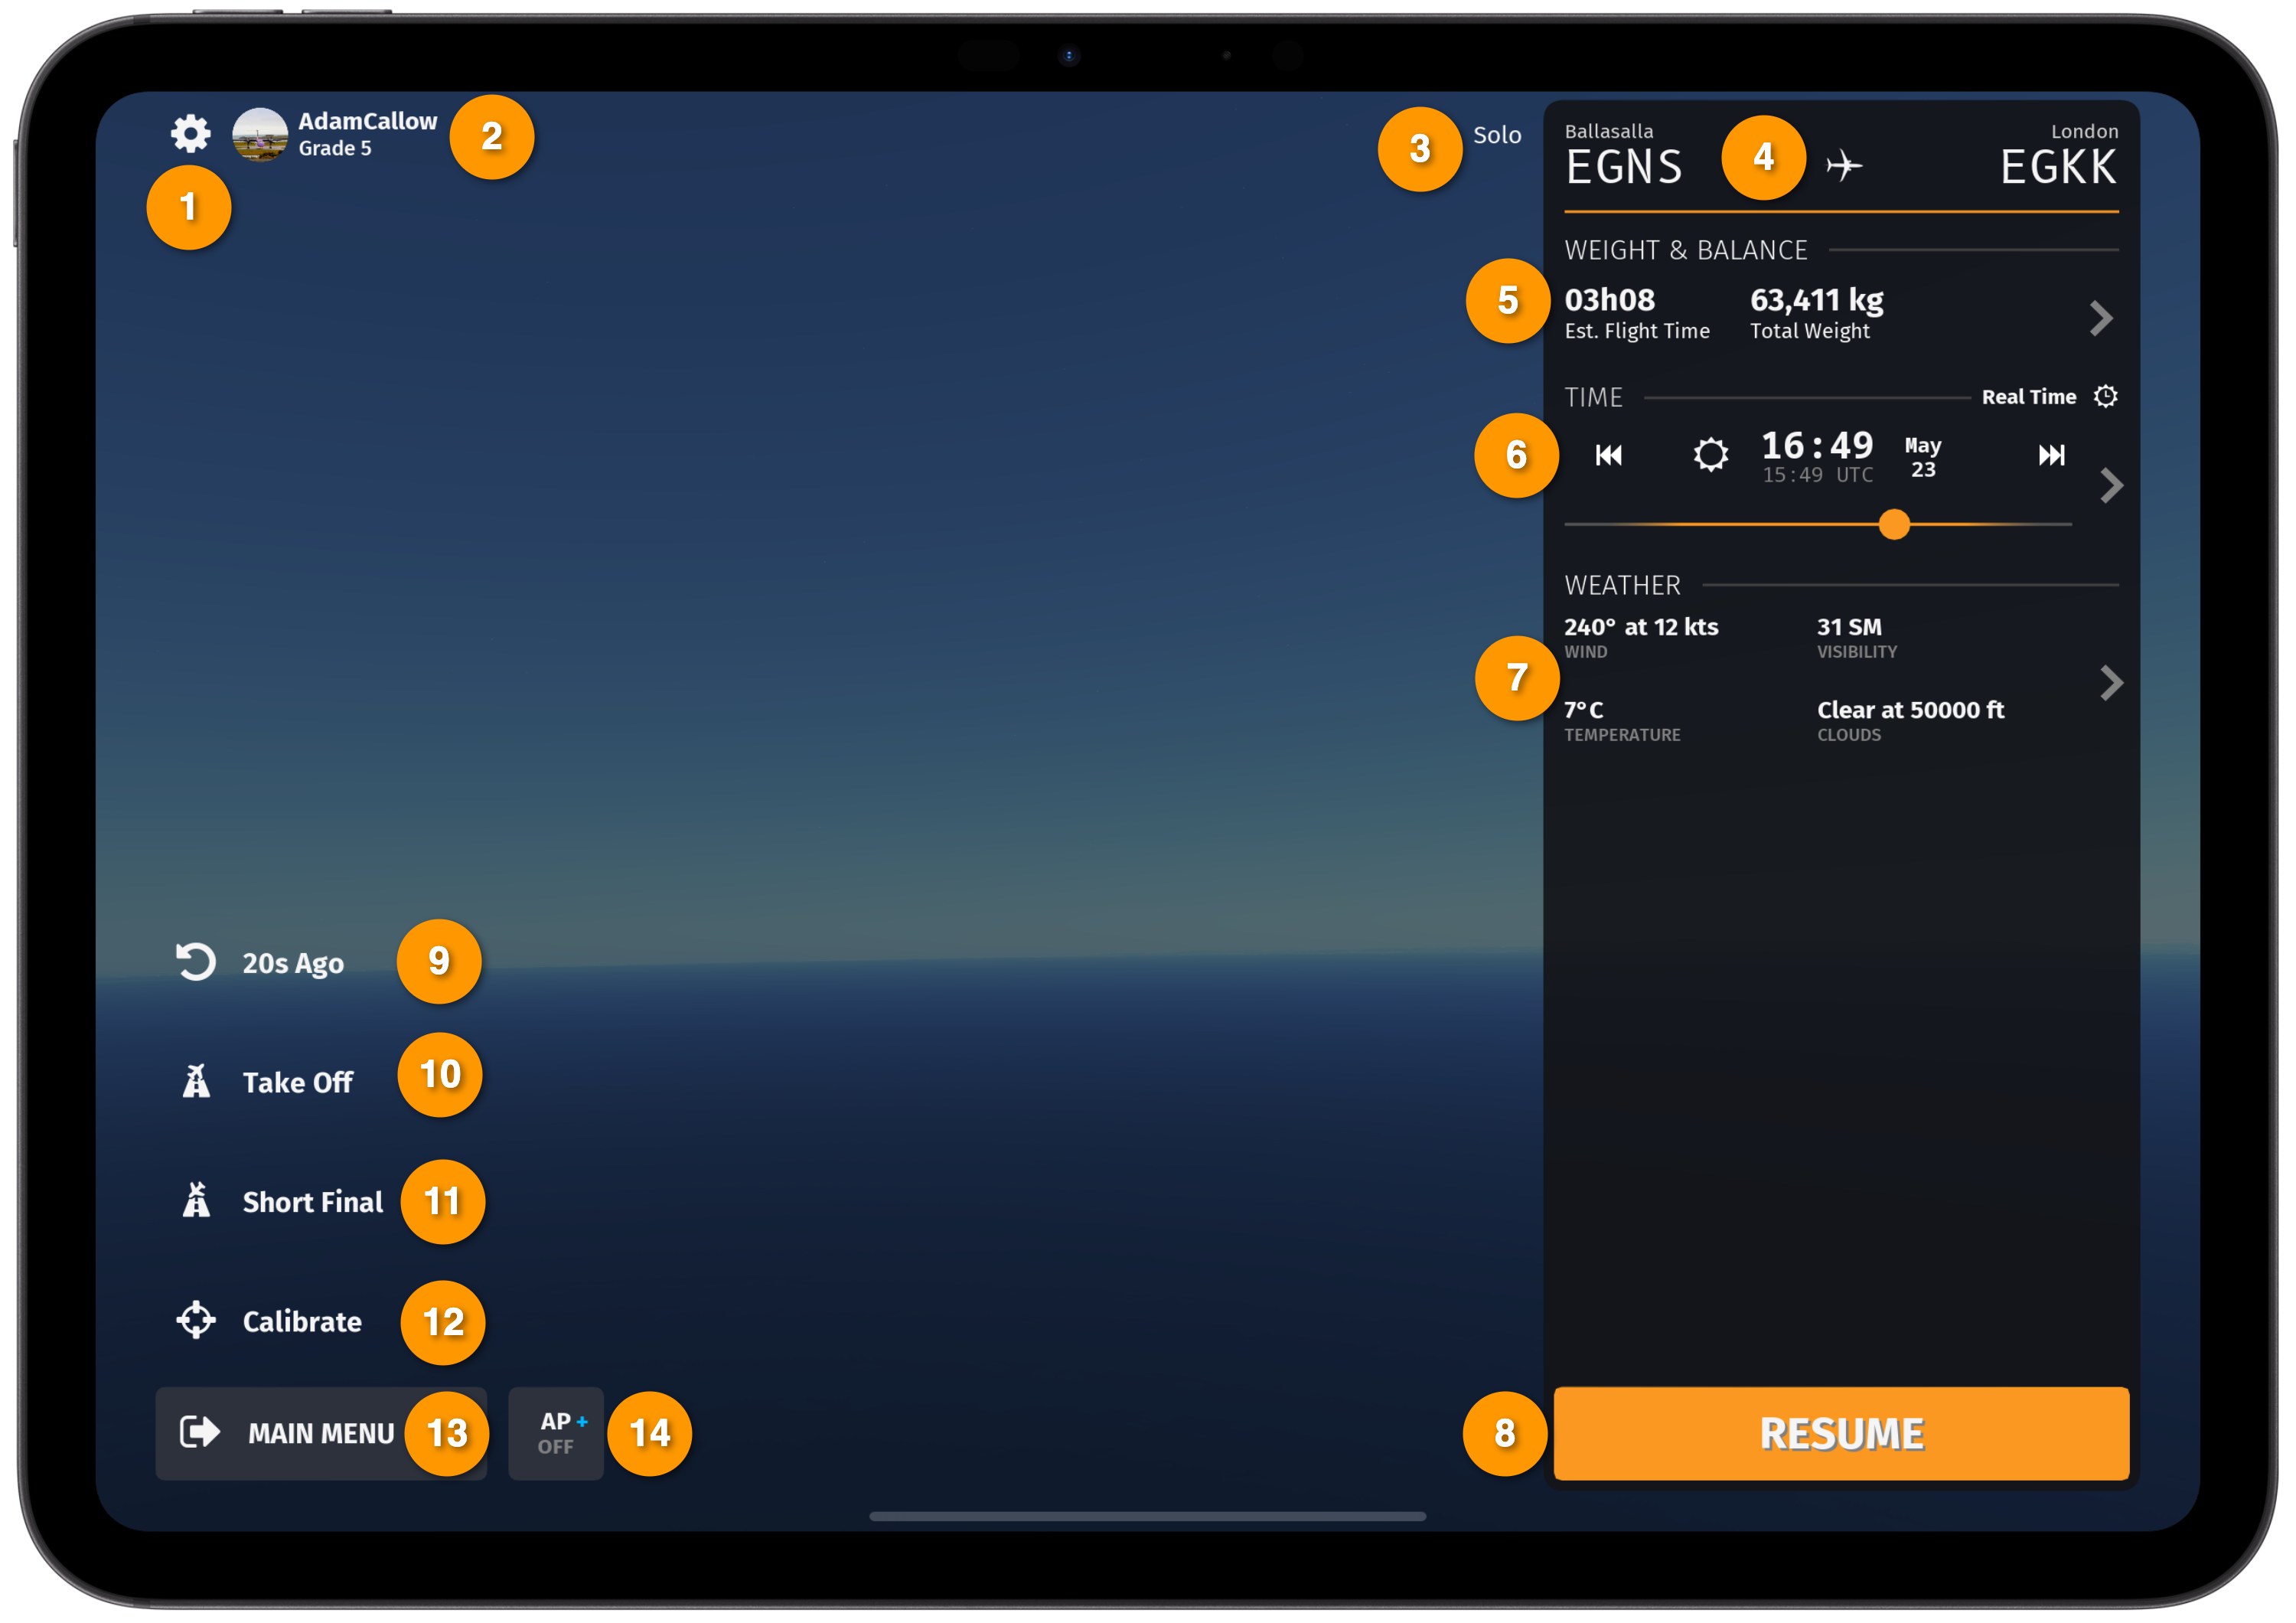 AdamCallow
Grade 5
1
2
3
Solo
Ballasalla
EGNS
4
London
EGKK
WEIGHT & BALANCE
5
03h08
Est. Flight Time
63,411 kg
Total Weight
TIME
Real Time
6
16:49
15:49 UTC
May
23
WEATHER
7
240° at 12 kts
WIND
31 SM
VISIBILITY
7°C
TEMPERATURE
Clear at 50000 ft
CLOUDS
20s Ago
9
Take Off
10
Short Final
11
Calibrate
12
MAIN MENU
13
AP +
OFF
14
8
RESUME